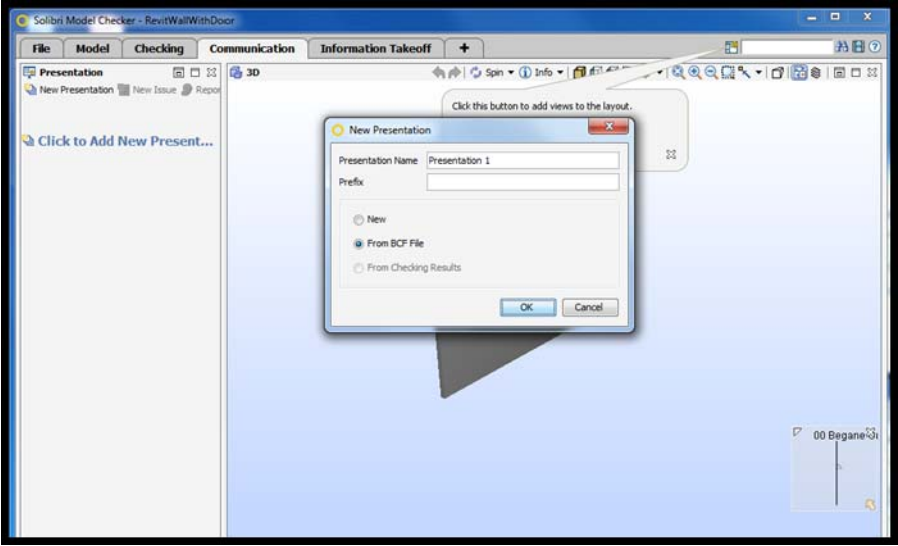 Solibri Model Checker - RevitWallWithDoor
File Model Checking Communication Information Takeoff +
Presentation
New Presentation New Issue Repor
Click to Add New Present...
3D
Spin Info
Click this button to add views to the layout.
New Presentation
Presentation Name Presentation 1
Prefix
New
From BCF File
From Checking Results
OK Cancel
00 Begane